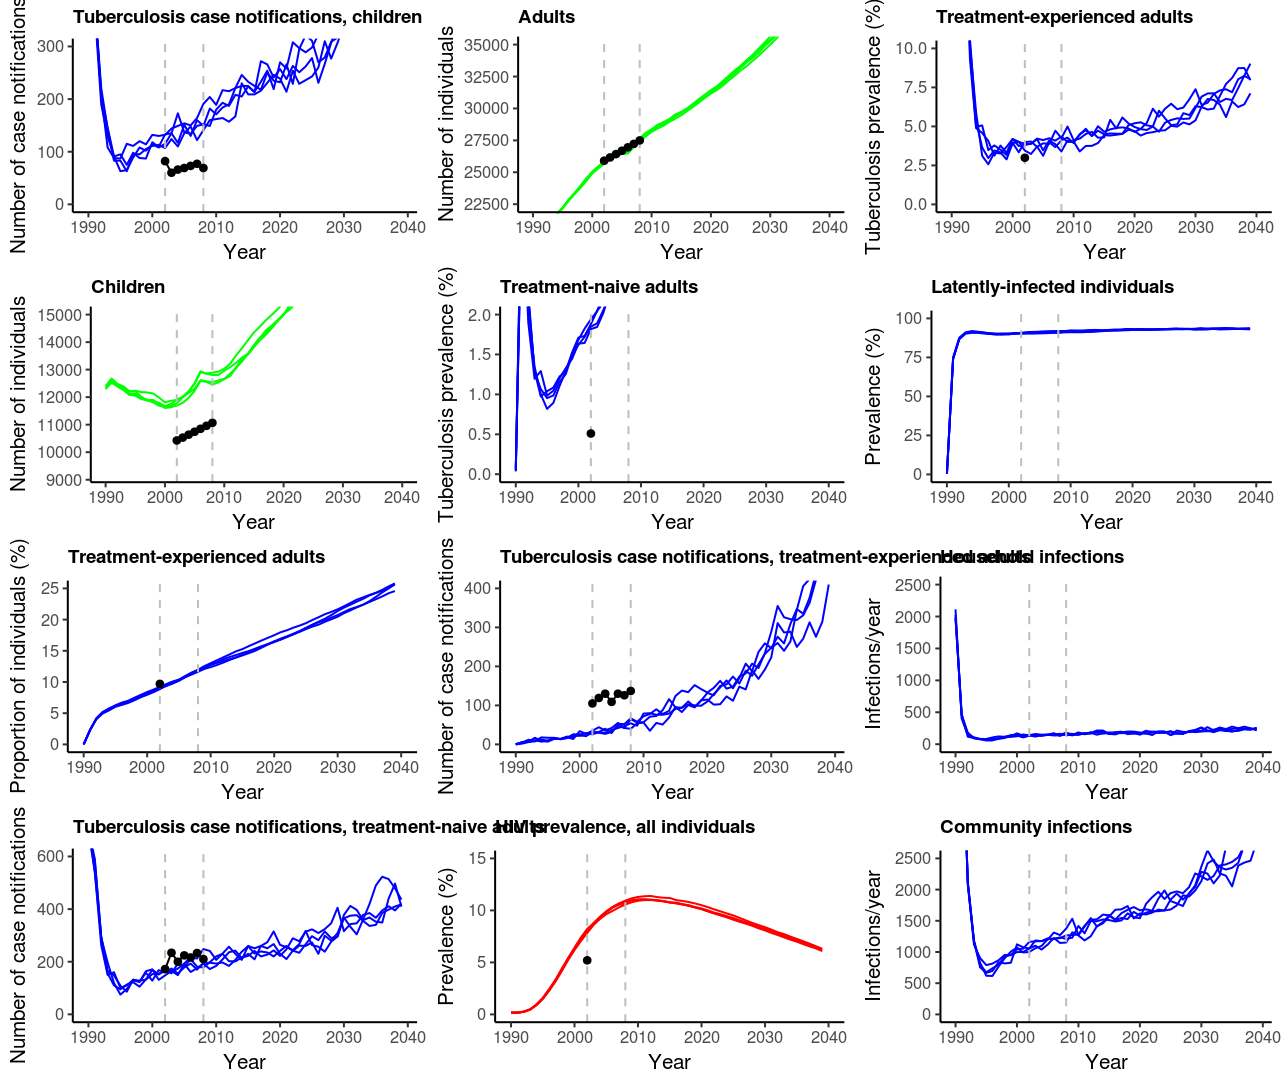 Tuberculosis case notifications, children
Number of case notifications
300
200
100
0
1990 2000 2010 2020 2030 2040
Year
Adults
Number of individuals
35000
32500
30000
27500
25000
22500
1990 2000 2010 2020 2030 2040
Year
Treatment-experienced adults
Tuberculosis prevalence (%)
10.0
7.5
5.0
2.5
0.0
1990 2000 2010 2020 2030 2040
Year
Children
Number of individuals
15000
14000
13000
12000
11000
10000
9000
1990 2000 2010 2020 2030 2040
Year
Treatment-naive adults
Tuberculosis prevalence (%)
2.0
1.5
1.0
0.5
0.0
1990 2000 2010 2020 2030 2040
Year
Latently-infected individuals
Prevalence (%)
100
75
50
25
0
1990 2000 2010 2020 2030 2040
Year
Treatment-experienced adults
Proportion of individuals (%)
25
20
15
10
5
0
1990 2000 2010 2020 2030 2040
Year
Tuberculosis case notifications, treatment-experienced adults
Number of case notifications
400
300
200
100
0
1990 2000 2010 2020 2030 2040
Year
Household infections
Infections/year
2500
2000
1500
1000
500
0
1990 2000 2010 2020 2030 2040
Year
Tuberculosis case notifications, treatment-naive adults
Number of case notifications
600
400
200
0
1990 2000 2010 2020 2030 2040
Year
HIV prevalence, all individuals
Prevalence (%)
15
10
5
0
1990 2000 2010 2020 2030 2040
Year
Community infections
Infections/year
2500
2000
1500
1000
500
0
1990 2000 2010 2020 2030 2040
Year